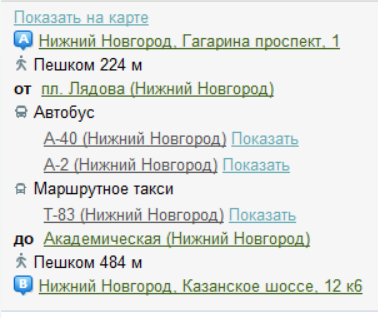 Показать на карте
A Нижний Новгород, Гагарина проспект, 1
Пешком 224 м
от пл. Лядова (Нижний Новгород)
Автобус
А-40 (Нижний Новгород) Показать
А-2 (Нижний Новгород) Показать
Маршрутное такси
Т-83 (Нижний Новгород) Показать
до Академическая (Нижний Новгород)
Пешком 484 м
B Нижний Новгород, Казанское шоссе, 12 к6